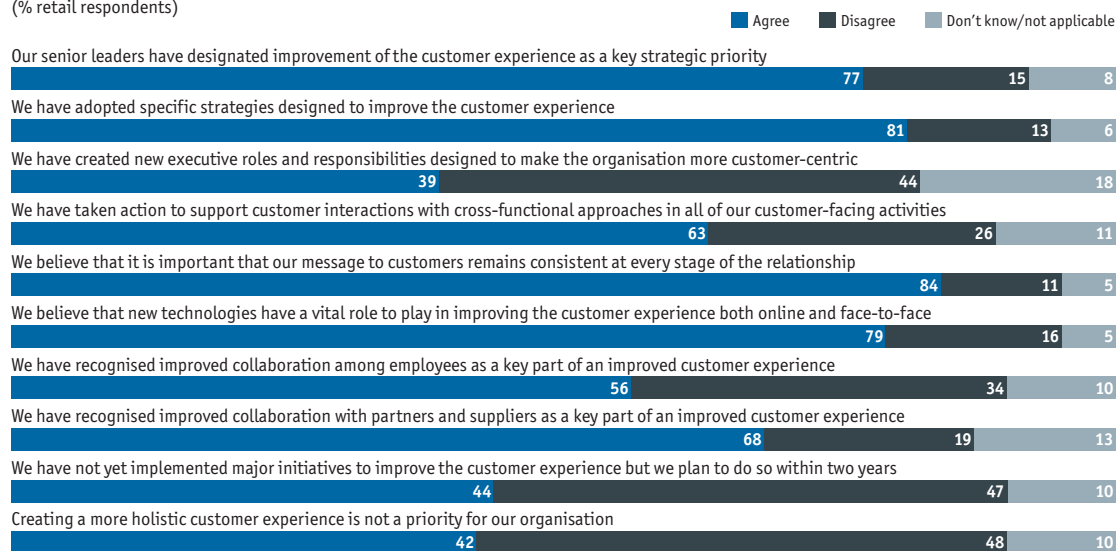 (% retail respondents)
Agree Disagree Don't know/not applicable
Our senior leaders have designated improvement of the customer experience as a key strategic priority
77 15 8
We have adopted specific strategies designed to improve the customer experience
81 13 6
We have created new executive roles and responsibilities designed to make the organisation more customer-centric
39 44 18
We have taken action to support customer interactions with cross-functional approaches in all of our customer-facing activities
63 26 11
We believe that it is important that our message to customers remains consistent at every stage of the relationship
84 11 5
We believe that new technologies have a vital role to play in improving the customer experience both online and face-to-face
79 16 5
We have recognised improved collaboration among employees as a key part of an improved customer experience
56 34 10
We have recognised improved collaboration with partners and suppliers as a key part of an improved customer experience
68 19 13
We have not yet implemented major initiatives to improve the customer experience but we plan to do so within two years
44 47 10
Creating a more holistic customer experience is not a priority for our organisation
42 48 10